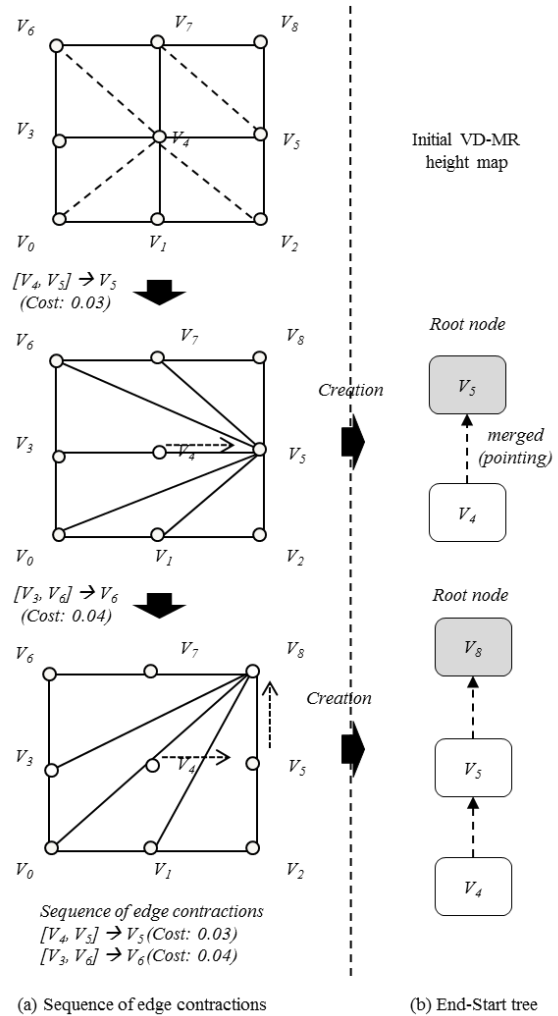 V6 V7 V8
V3 V4 V5
V0 V1 V2
Initial VD-MR
height map
[V4, V5] → V5
(Cost: 0.03)
V6 V7 V8
V3 V4 V5
V0 V1 V2
Creation
Root node
V5
merged
(pointing)
V4
[V3, V6] → V6
(Cost: 0.04)
V6 V7 V8
V3 V4 V5
V0 V1 V2
Creation
Root node
V8
V5
V4
Sequence of edge contractions
[V4, V5] → V5 (Cost: 0.03)
[V3, V6] → V6 (Cost: 0.04)
(a) Sequence of edge contractions
(b) End-Start tree